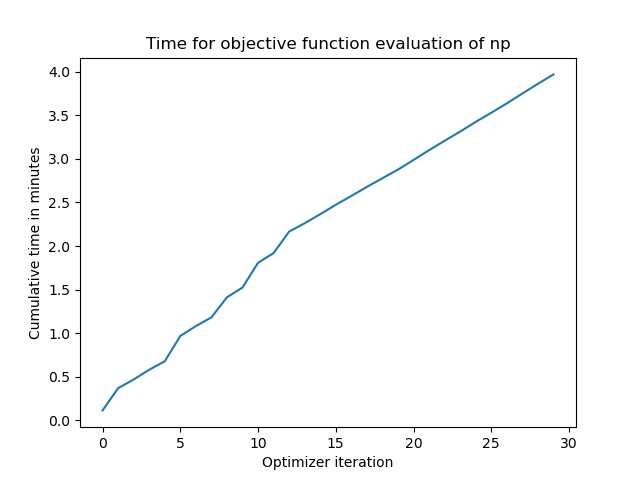 Time for objective function evaluation of np
Cumulative time in minutes
4.0
3.5
3.0
2.5
2.0
1.5
1.0
0.5
0.0
0 5 10 15 20 25 30
Optimizer iteration